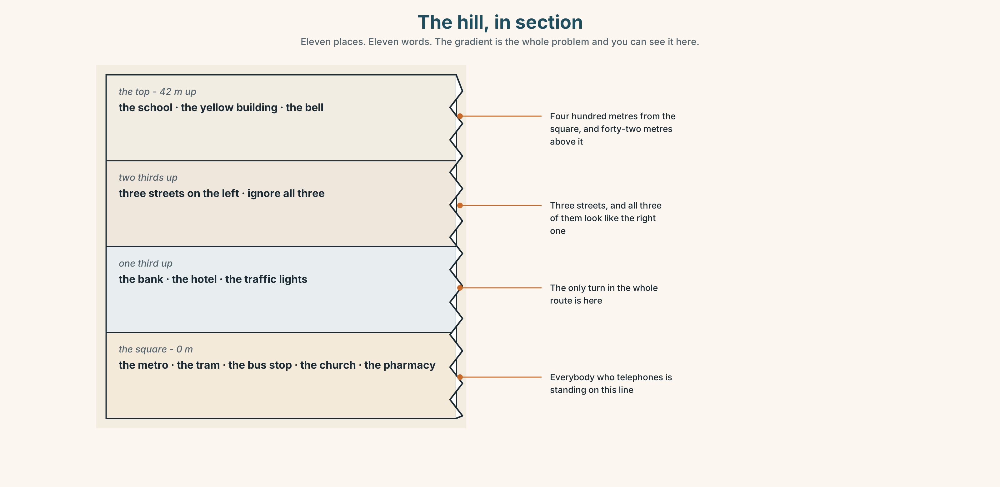 The hill, in section
Eleven places. Eleven words. The gradient is the whole problem and you can see it here.
the top - 42 m up
the school · the yellow building · the bell
Four hundred metres from the
square, and forty-two metres
above it
two thirds up
three streets on the left · ignore all three
Three streets, and all three
of them look like the right
one
one third up
the bank · the hotel · the traffic lights
The only turn in the whole
route is here
the square - 0 m
the metro · the tram · the bus stop · the church · the pharmacy
Everybody who telephones is
standing on this line